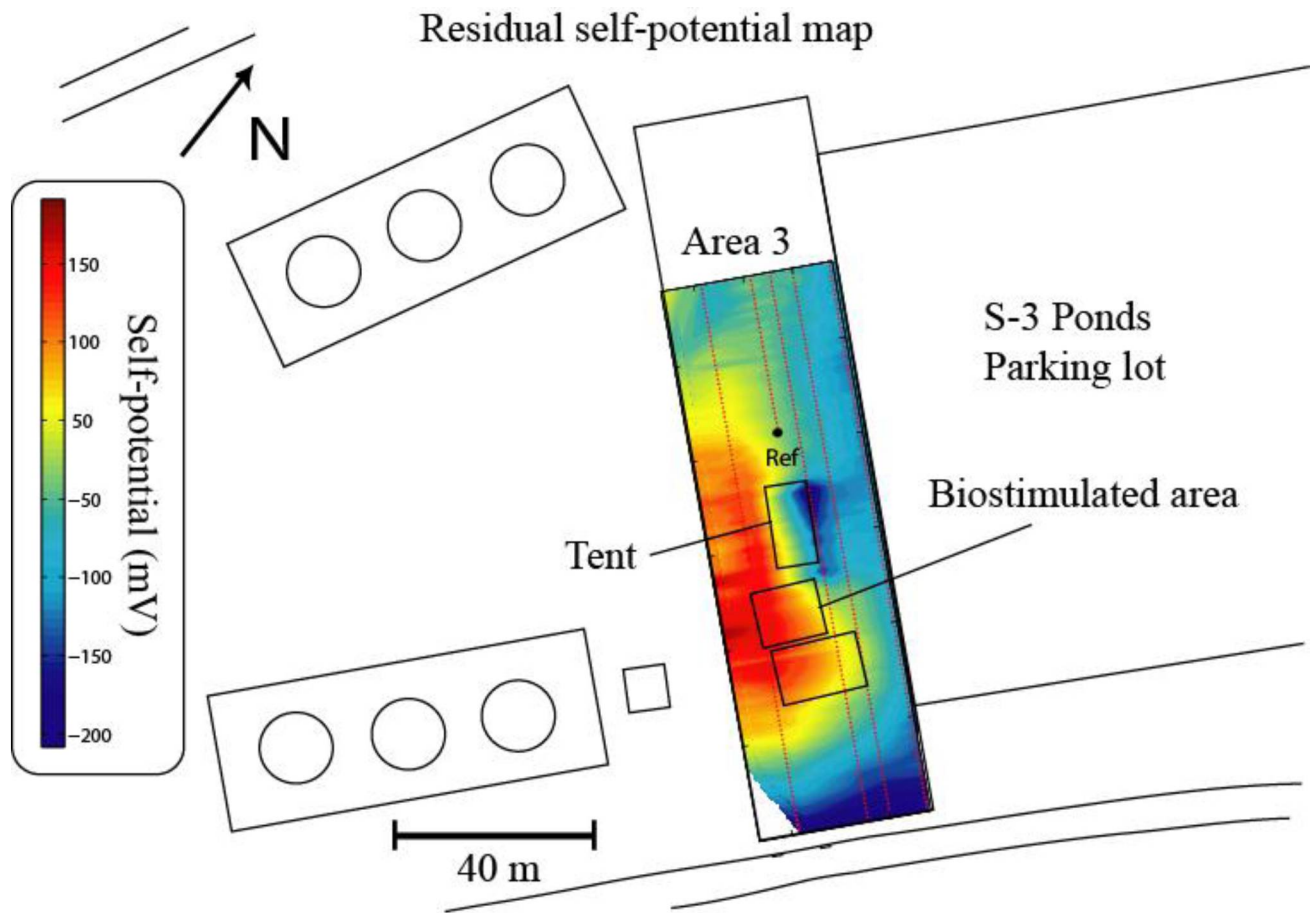 Residual self-potential map
N
Area 3
150
100
50
−50
−100
−150
−200
Self-potential (mV)
S-3 Ponds
Parking lot
Ref
Biostimulated area
Tent
40 m